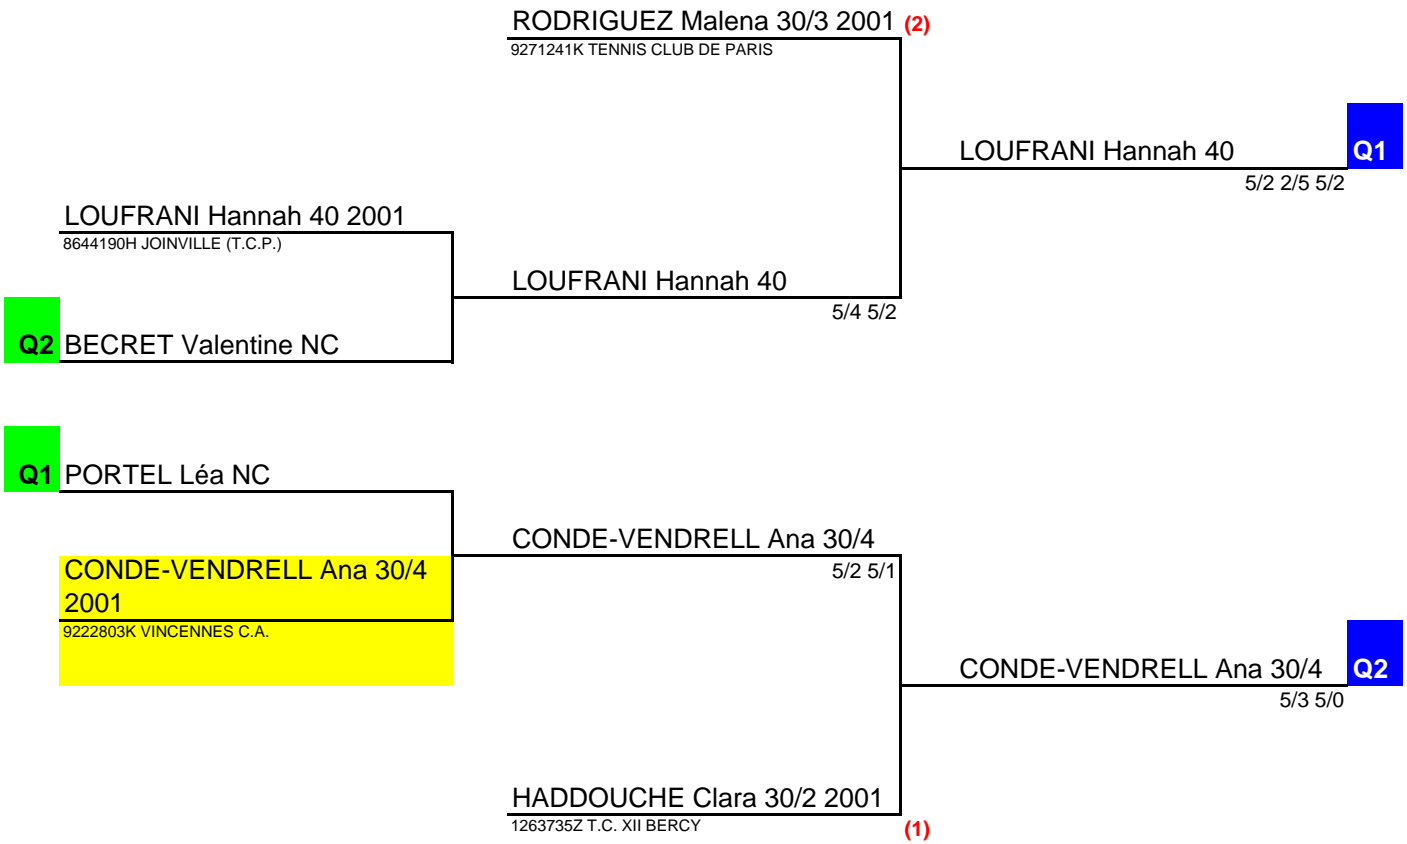 RODRIGUEZ Malena 30/3 2001 (2)
9271241K TENNIS CLUB DE PARIS
LOUFRANI Hannah 40 Q1
5/2 2/5 5/2
LOUFRANI Hannah 40 2001
8644190H JOINVILLE (T.C.P.)
LOUFRANI Hannah 40
5/4 5/2
Q2 BECRET Valentine NC
Q1 PORTEL Léa NC
CONDE-VENDRELL Ana 30/4
5/2 5/1
CONDE-VENDRELL Ana 30/4
2001
9222803K VINCENNES C.A.
CONDE-VENDRELL Ana 30/4 Q2
5/3 5/0
HADDOUCHE Clara 30/2 2001
1263735Z T.C. XII BERCY (1)